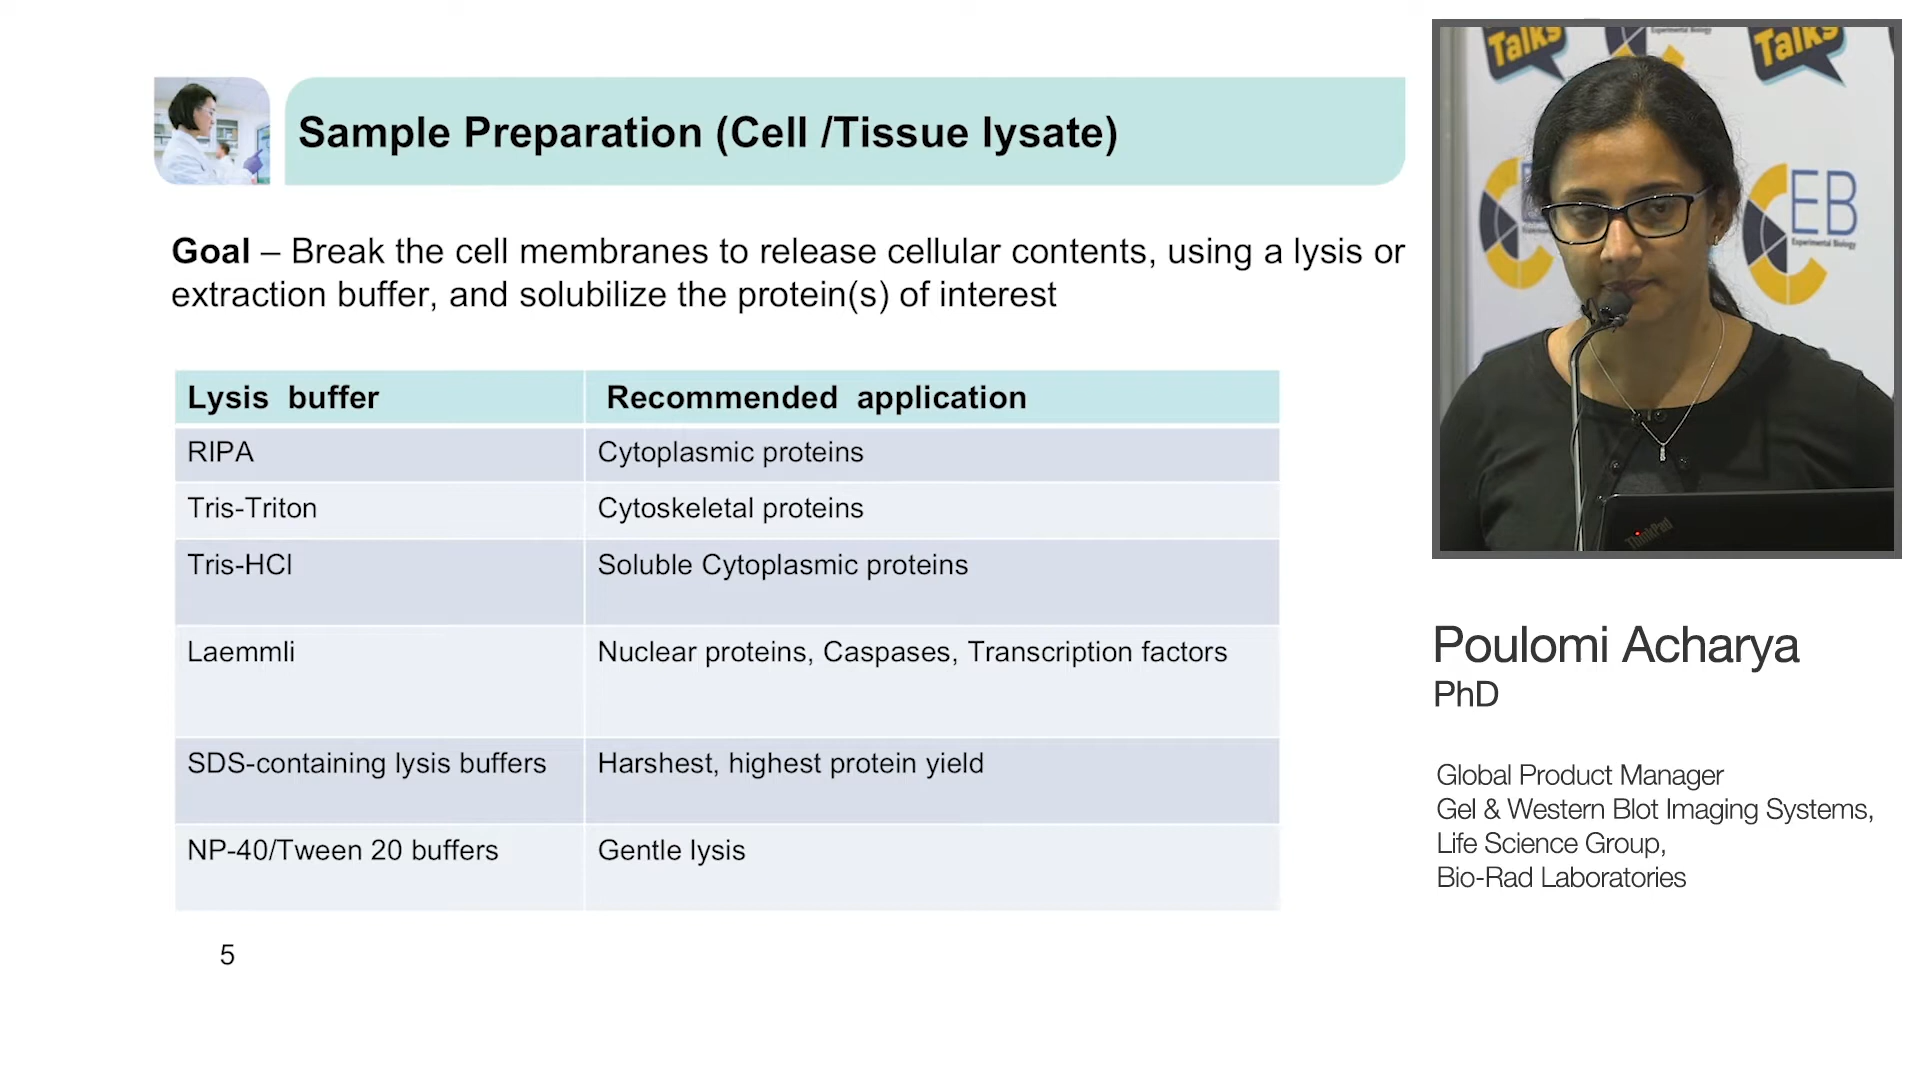 Sample Preparation (Cell /Tissue lysate)
Goal – Break the cell membranes to release cellular contents, using a lysis or
extraction buffer, and solubilize the protein(s) of interest
Lysis buffer Recommended application
RIPA Cytoplasmic proteins
Tris-Triton Cytoskeletal proteins
Tris-HCl Soluble Cytoplasmic proteins
Laemmli Nuclear proteins, Caspases, Transcription factors
SDS-containing lysis buffers Harshest, highest protein yield
NP-40/Tween 20 buffers Gentle lysis
5
Talks
Talks
EB
Experimental Biology
ThinkPad
Poulomi Acharya
PhD
Global Product Manager
Gel & Western Blot Imaging Systems,
Life Science Group,
Bio-Rad Laboratories